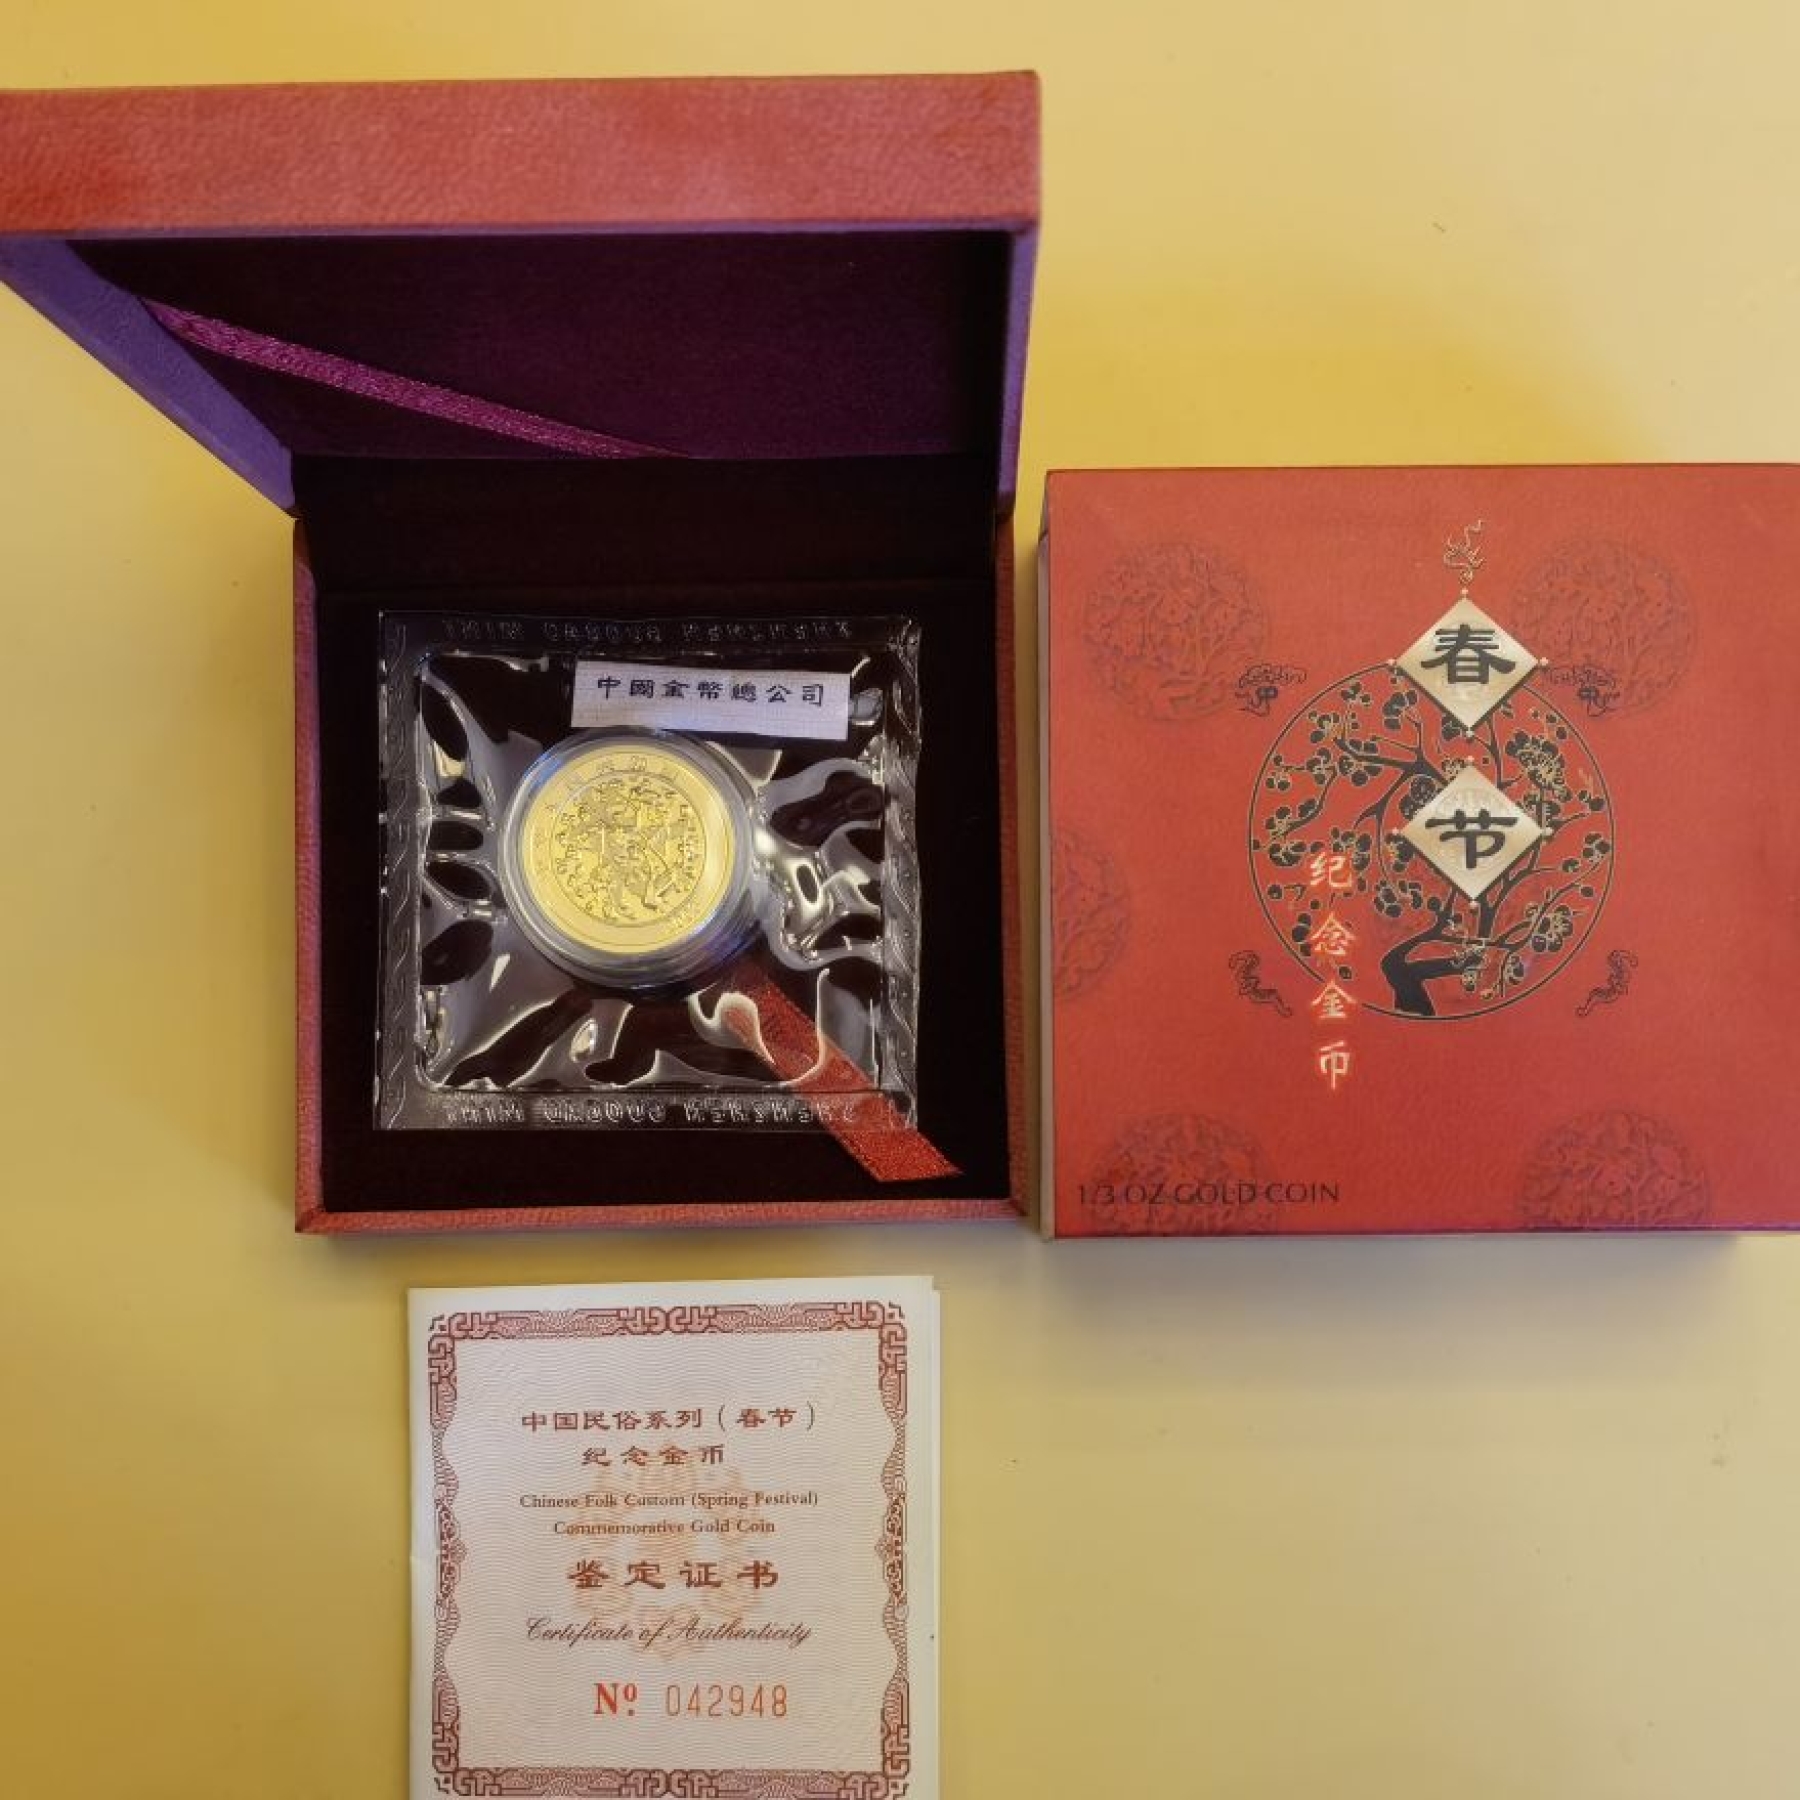 中國金幣總公司
春
节
纪
念
金
币
1/3 OZ GOLD COIN
中国民俗系列（春节）
纪念金币
Chinese Folk Custom (Spring Festival)
Commemorative Gold Coin
鉴定证书
Certificate of Authenticity
Nº. 042948